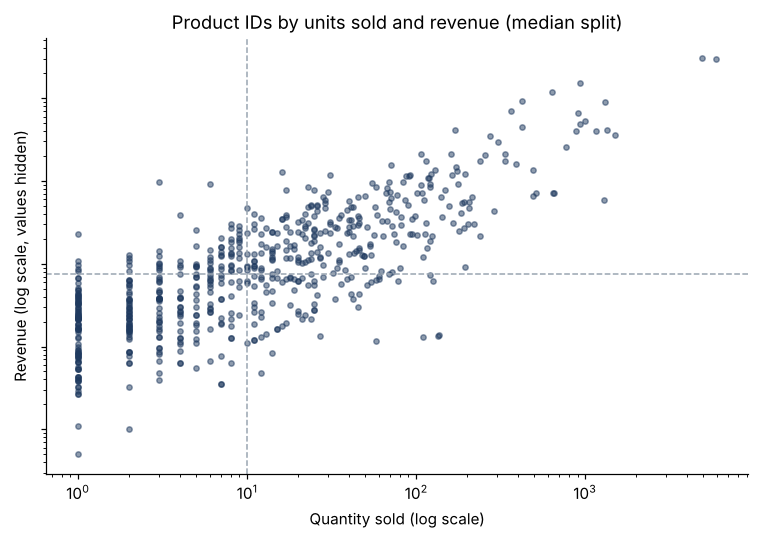 Product IDs by units sold and revenue (median split)
Revenue (log scale, values hidden)
10⁰ 10¹ 10² 10³
Quantity sold (log scale)